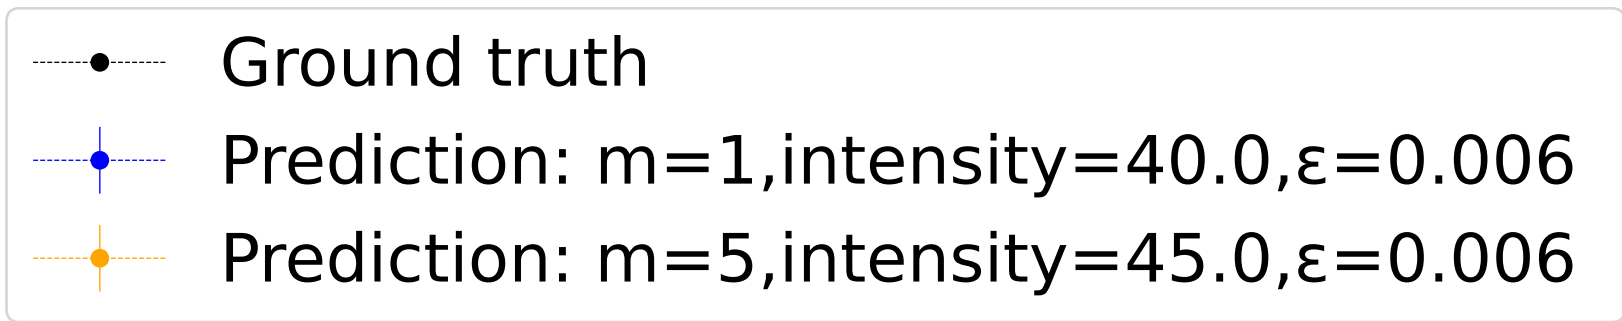 Ground truth
Prediction: m=1,intensity=40.0,ε=0.006
Prediction: m=5,intensity=45.0,ε=0.006